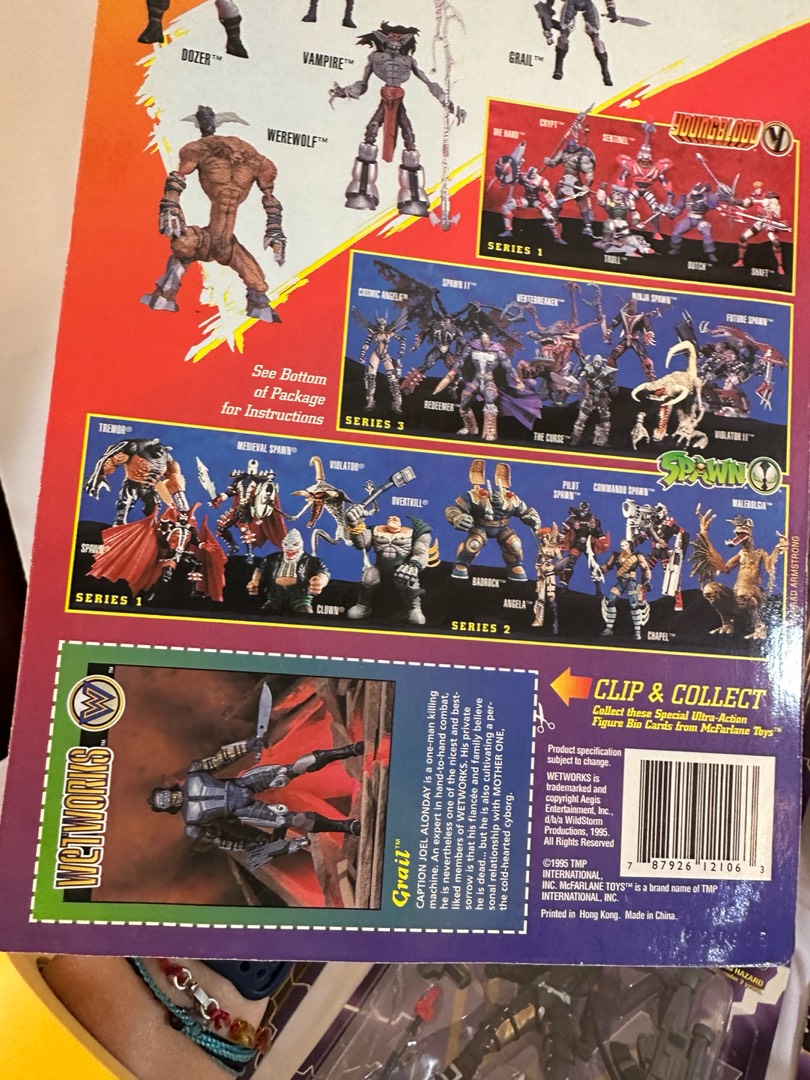 DOZER™
VAMPIRE™
GRAIL™
WEREWOLF™
YOUNGBLOOD
DIE HARD™
CRYPT™
SENTINEL™
TROLL™
DUTCH™
SHAFT™
SERIES 1
See Bottom
of Package
for Instructions
COSMIC ANGELA™
SPAWN II™
VERTEBREAKER™
NINJA SPAWN™
FUTURE SPAWN™
REDEEMER™
THE CURSE™
VIOLATOR II™
SERIES 3
SPAWN
TREMOR®
MEDIEVAL SPAWN®
VIOLATOR®
OVERTKILL®
PILOT
SPAWN™
COMMANDO SPAWN™
MALEBOLGIA™
SPAWN®
CLOWN®
BADROCK™
ANGELA™
CHAPEL™
SERIES 1
SERIES 2
ARMSTRONG
WETWORKS™
W
Grail™
CAPTION JOEL ALONDAY is a one-man killing
machine. An expert in hand-to-hand combat,
he is nevertheless one of the nicest and best-
liked members of WETWORKS. His private
sorrow is that his fiancée and family believe
he is dead... but he is also cultivating a per-
sonal relationship with MOTHER ONE,
the cold-hearted cyborg.
CLIP & COLLECT
Collect these Special Ultra-Action
Figure Bio Cards from McFarlane Toys™
Product specification
subject to change.
WETWORKS is
trademarked and
copyright Aegis
Entertainment, Inc.,
d/b/a WildStorm
Productions, 1995.
All Rights Reserved
©1995 TMP
INTERNATIONAL,
INC. McFARLANE TOYS™ is a brand name of TMP
INTERNATIONAL, INC.
Printed in Hong Kong. Made in China.
7 87926 12106 3
HAZARD